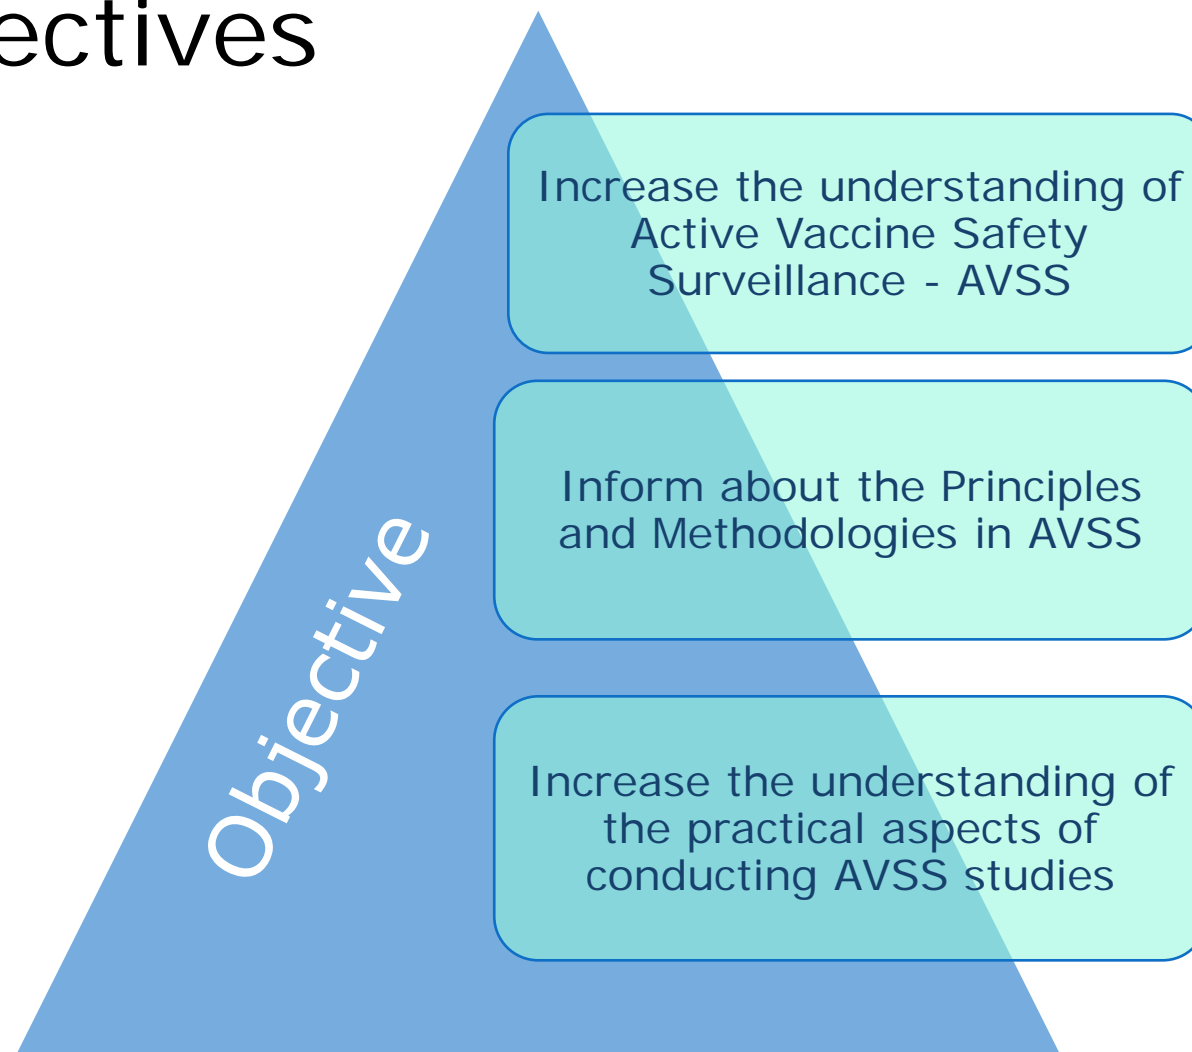 ectives
Increase the understanding of
Active Vaccine Safety
Surveillance - AVSS
Inform about the Principles
and Methodologies in AVSS
Objective
Increase the understanding of
the practical aspects of
conducting AVSS studies